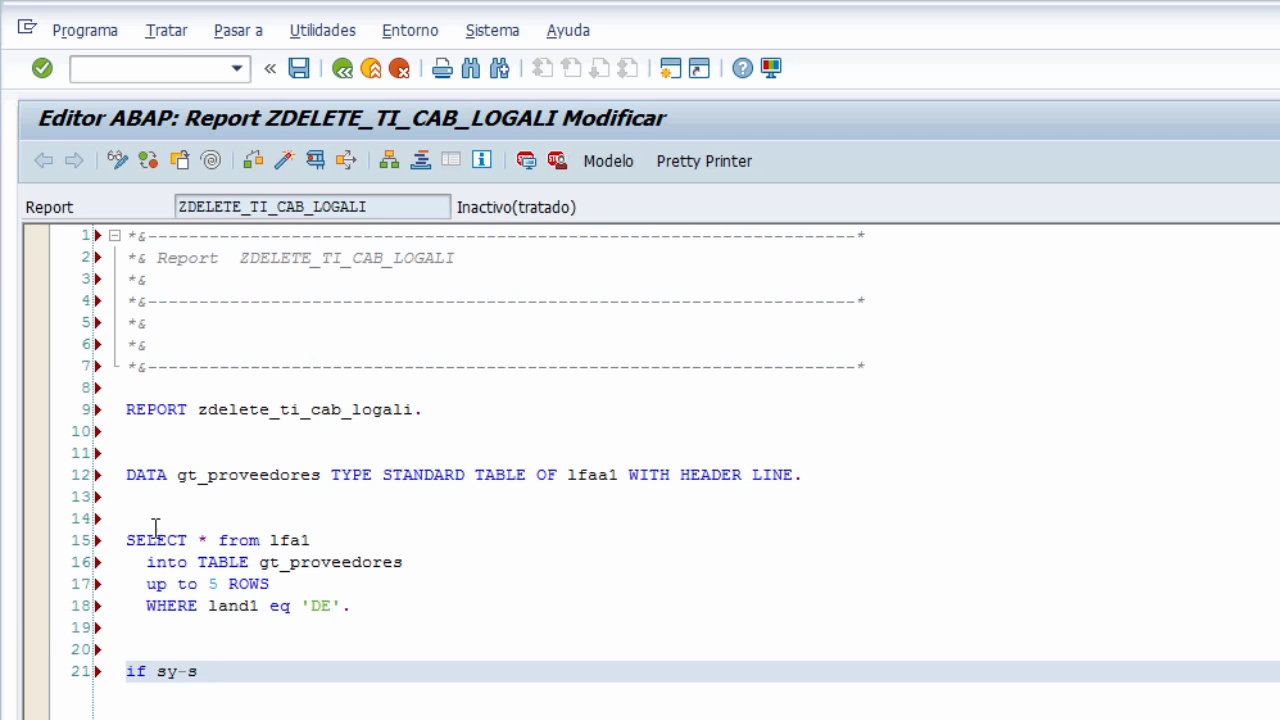 Programa Tratar Pasar a Utilidades Entorno Sistema Ayuda
Editor ABAP: Report ZDELETE_TI_CAB_LOGALI Modificar
Modelo Pretty Printer
Report ZDELETE_TI_CAB_LOGALI Inactivo(tratado)
1 *&---------------------------------------------------------------------*
2 *& Report ZDELETE_TI_CAB_LOGALI
3 *&
4 *&---------------------------------------------------------------------*
5 *&
6 *&
7 *&---------------------------------------------------------------------*
8
9 REPORT zdelete_ti_cab_logali.
10
11
12 DATA gt_proveedores TYPE STANDARD TABLE OF lfaa1 WITH HEADER LINE.
13
14
15 SELECT * from lfa1
16 into TABLE gt_proveedores
17 up to 5 ROWS
18 WHERE land1 eq 'DE'.
19
20
21 if sy-s